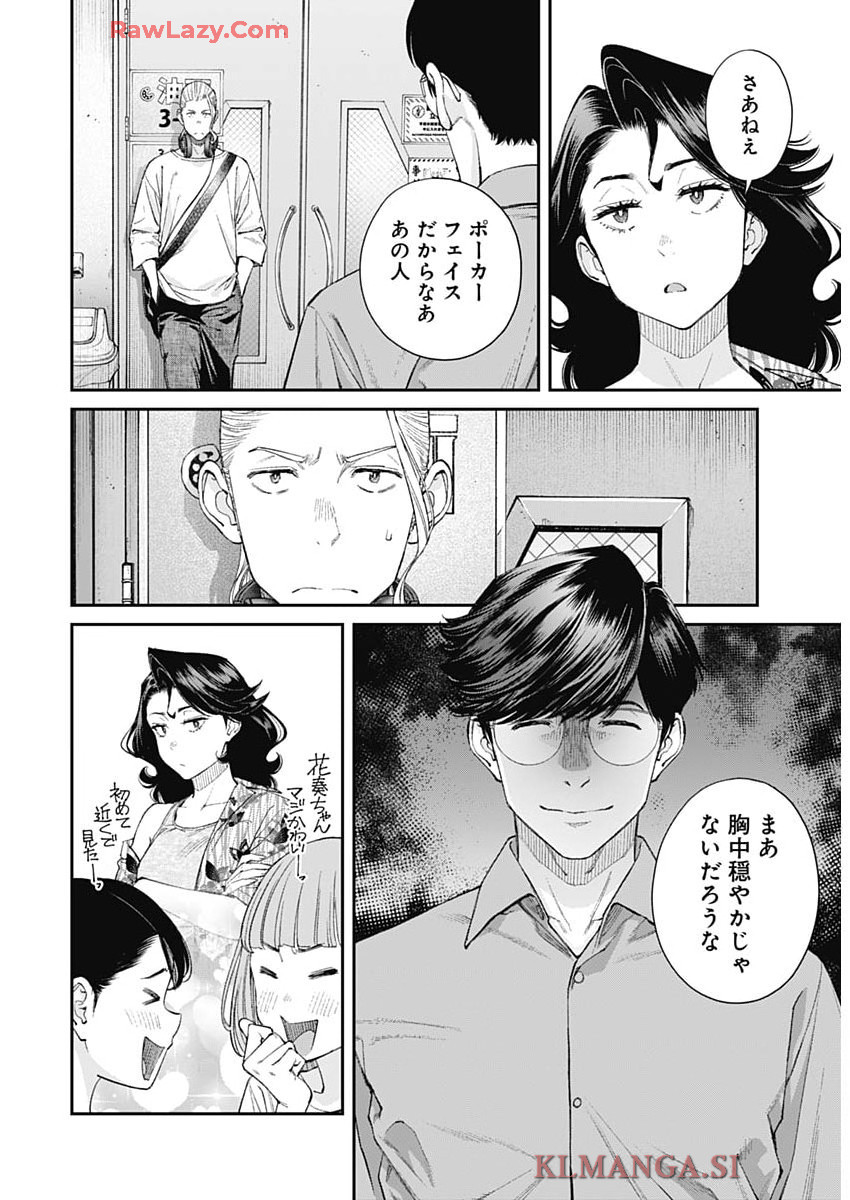 RawLazy.Com
さあねえ
ポーカー
フェイス
だからなあ
あの人
油
3-
まあ
胸中穏やかじゃ
ないだろうな
花奏ちゃん
マジかわいー
初めて
近くで
見たー
KLMANGA.SI